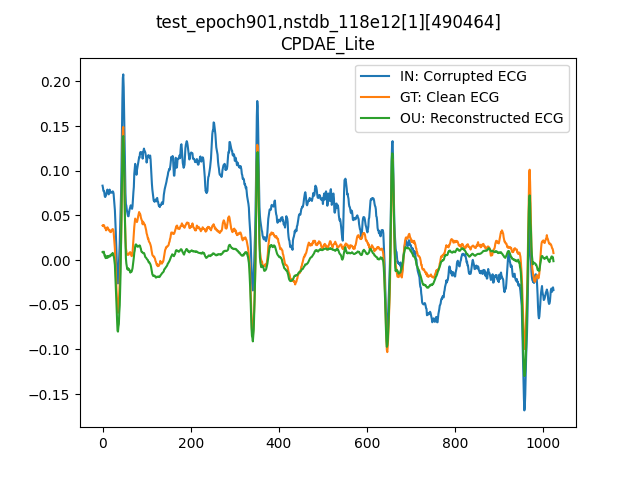 test_epoch901,nstdb_118e12[1][490464]
CPDAE_Lite
IN: Corrupted ECG
GT: Clean ECG
OU: Reconstructed ECG
0.20
0.15
0.10
0.05
0.00
−0.05
−0.10
−0.15
0 200 400 600 800 1000